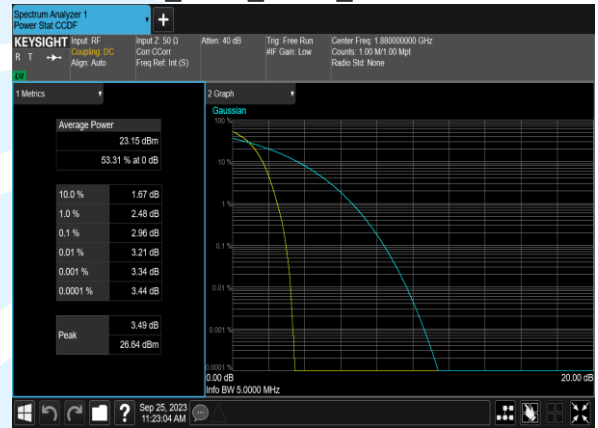 Spectrum Analyzer 1
Power Stat CCDF
KEYSIGHT
R T
LV
Input: RF
Coupling: DC
Align: Auto
Input Z: 50 Ω
Corr CCorr
Freq Ref: Int (S)
Atten: 40 dB
Trig: Free Run
#IF Gain: Low
Center Freq: 1.880000000 GHz
Counts: 1.00 M/1.00 Mpt
Radio Std: None
1 Metrics
Average Power
23.15 dBm
53.31 % at 0 dB
10.0 % 1.67 dB
1.0 % 2.48 dB
0.1 % 2.96 dB
0.01 % 3.21 dB
0.001 % 3.34 dB
0.0001 % 3.44 dB
Peak
3.49 dB
26.64 dBm
2 Graph
Gaussian
100 %
10 %
1 %
0.1 %
0.01 %
0.001 %
0.0001 %
0.00 dB 20.00 dB
Info BW 5.0000 MHz
?
Sep 25, 2023
11:23:04 AM